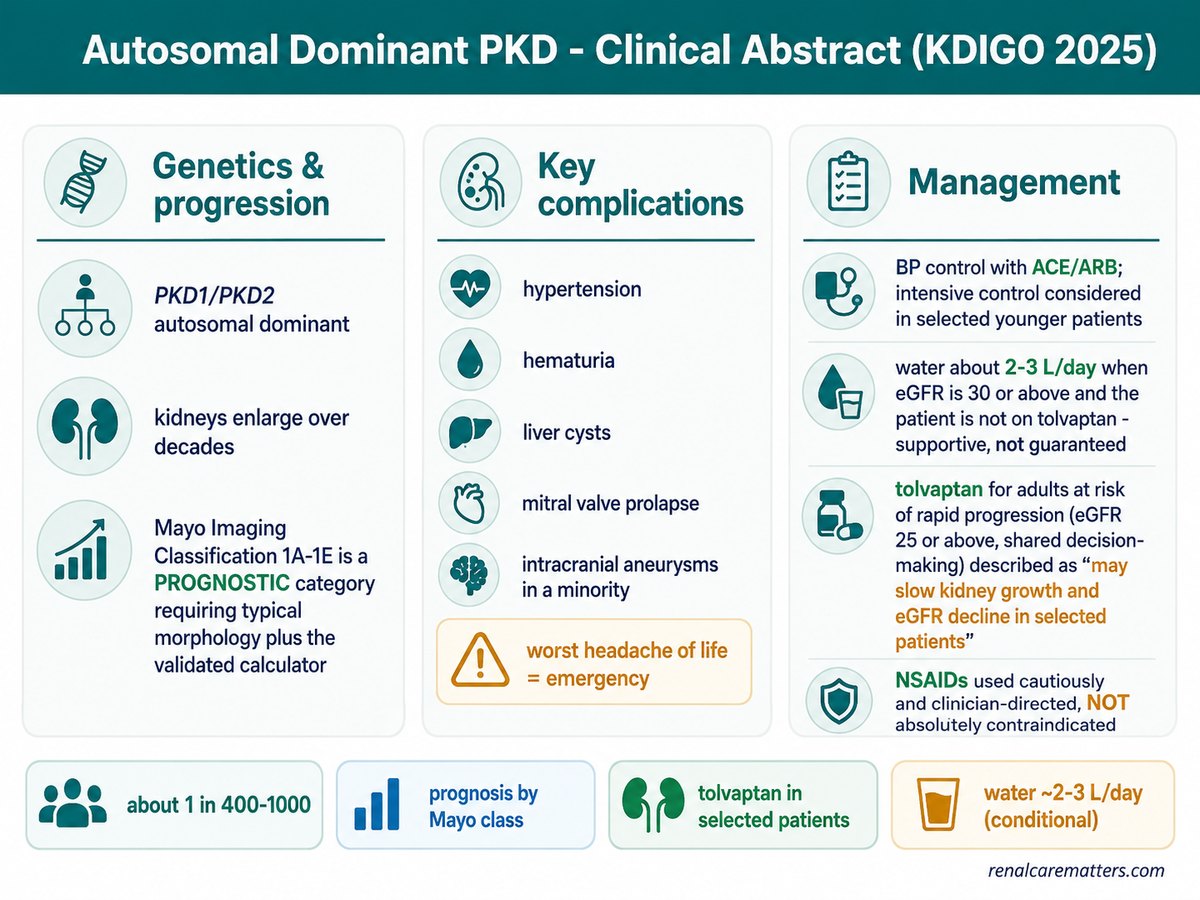 Autosomal Dominant PKD - Clinical Abstract (KDIGO 2025)
Genetics &
progression
PKD1/PKD2
autosomal dominant
kidneys enlarge over
decades
Mayo Imaging
Classification 1A-1E is a
PROGNOSTIC category
requiring typical
morphology plus the
validated calculator
Key
complications
hypertension
hematuria
liver cysts
mitral valve prolapse
intracranial aneurysms
in a minority
worst headache of life
= emergency
Management
BP control with ACE/ARB;
intensive control considered
in selected younger patients
water about 2-3 L/day when
eGFR is 30 or above and the
patient is not on tolvaptan -
supportive, not guaranteed
tolvaptan for adults at risk
of rapid progression (eGFR
25 or above, shared decision-
making) described as “may
slow kidney growth and
eGFR decline in selected
patients”
NSAIDs used cautiously
and clinician-directed, NOT
absolutely contraindicated
about 1 in 400-1000
prognosis by
Mayo class
tolvaptan in
selected patients
water ~2-3 L/day
(conditional)
renalcarematters.com